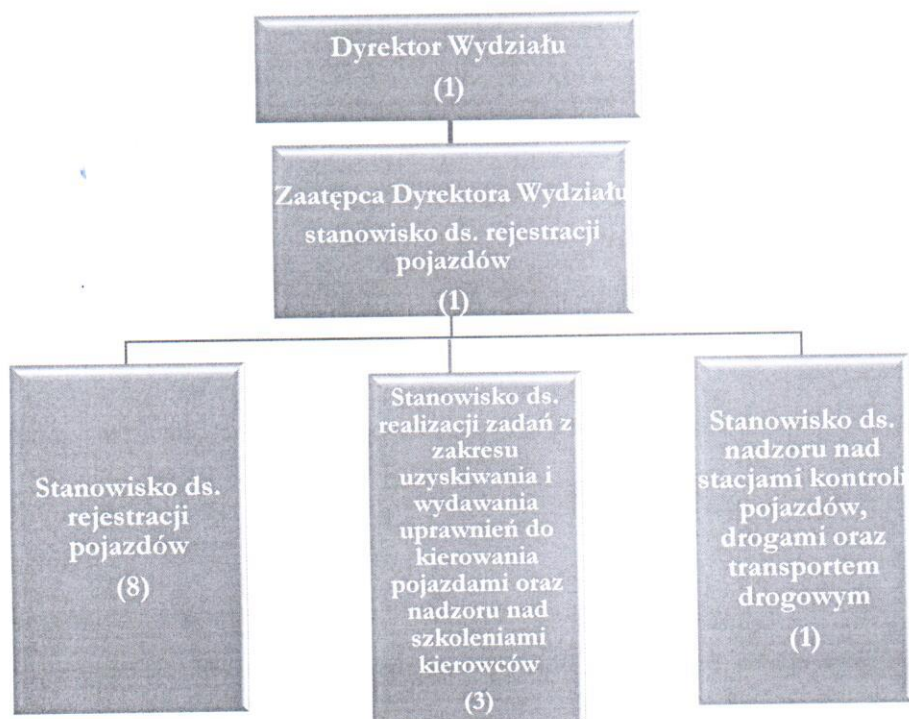 Dyrektor Wydziału
(1)
Zaatępca Dyrektora Wydziału
stanowisko ds. rejestracji
pojazdów
(1)
Stanowisko ds.
rejestracji
pojazdów
(8)
Stanowisko ds.
realizacji zadań z
zakresu
uzyskiwania i
wydawania
uprawnień do
kierowania
pojazdami oraz
nadzoru nad
szkoleniami
kierowców
(3)
Stanowisko ds.
nadzoru nad
stacjami kontroli
pojazdów,
drogami oraz
transportem
drogowym
(1)